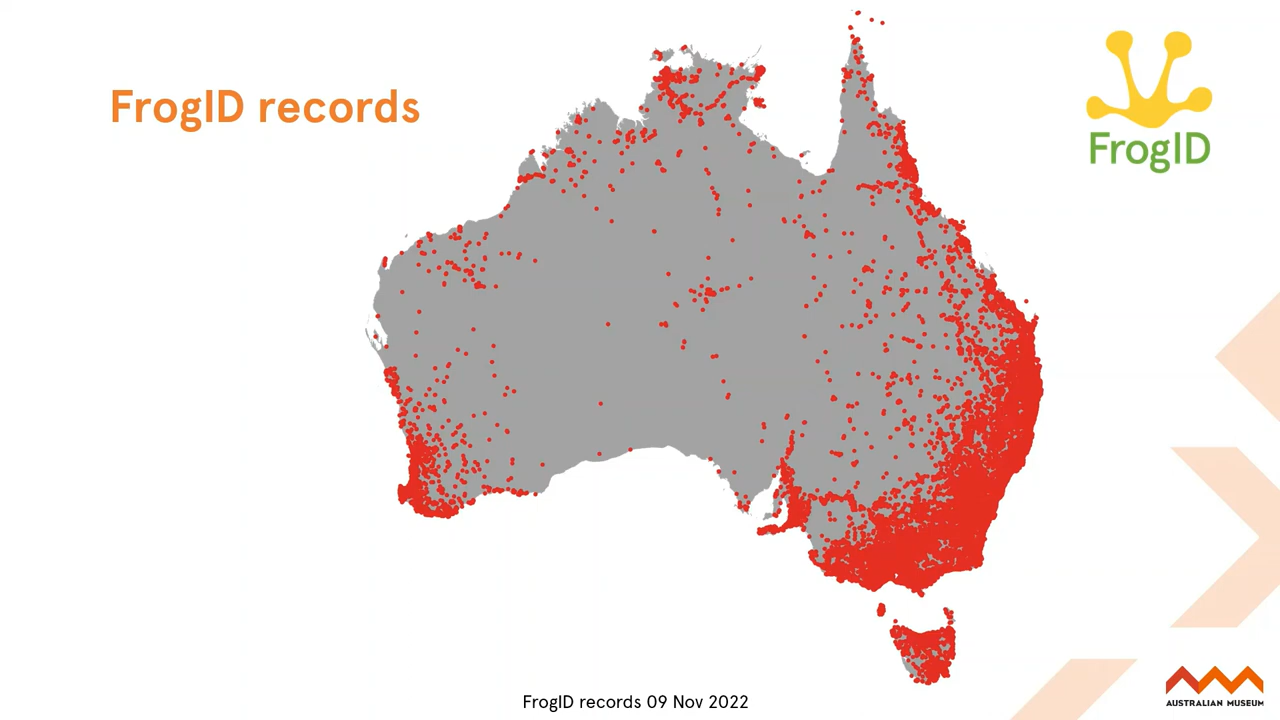 FrogID records
FrogID
FrogID records 09 Nov 2022
AUSTRALIAN MUSEUM